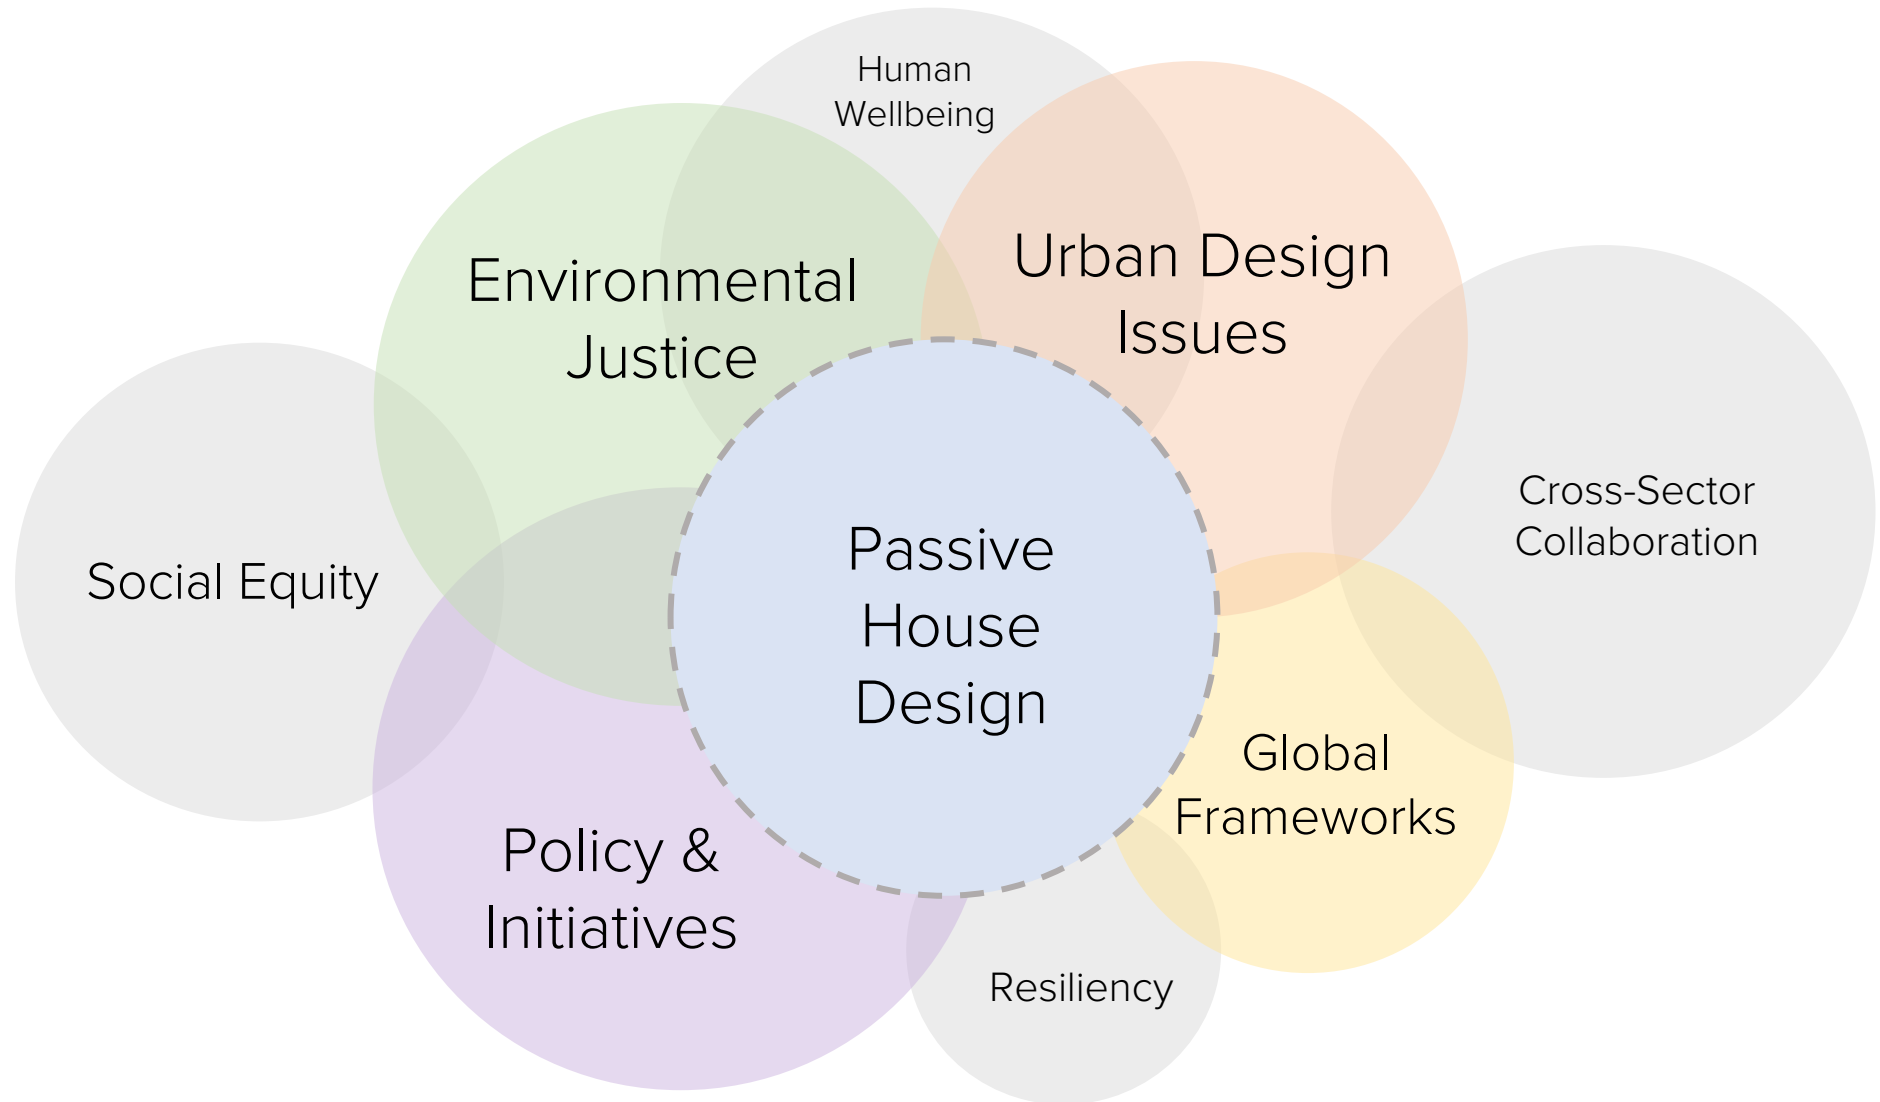 Human
Wellbeing
Environmental
Justice
Urban Design
Issues
Social Equity
Passive
House
Design
Cross-Sector
Collaboration
Global
Frameworks
Policy &
Initiatives
Resiliency